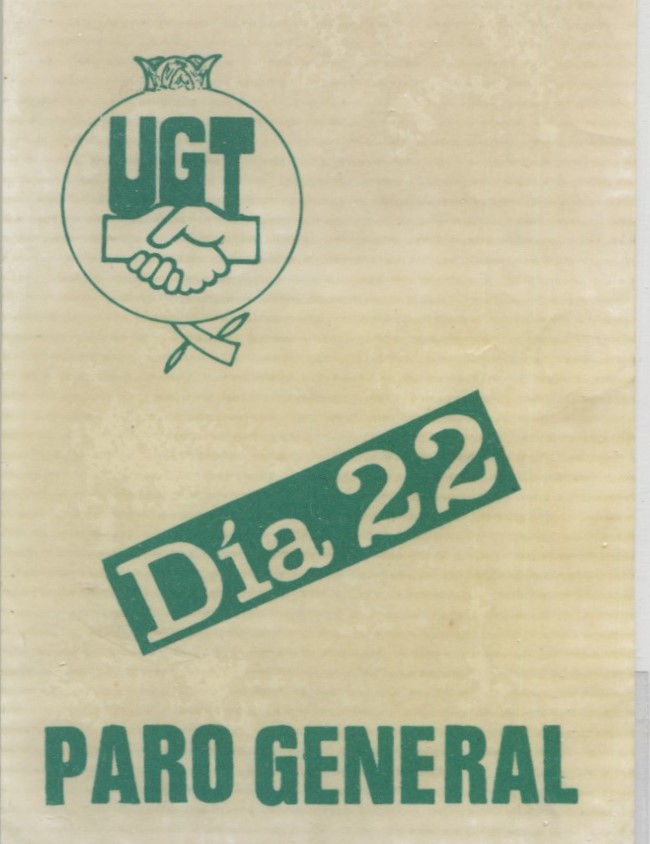 UGT
Día 22
PARO GENERAL